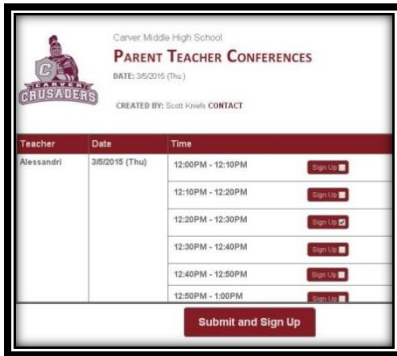 Carver Middle High School
PARENT TEACHER CONFERENCES
DATE: 3/5/2015 (Thu.)
CARVER
CRUSADERS
CREATED BY: Scott Kniefs CONTACT
Teacher Date Time
Alessandri 3/5/2015 (Thu) 12:00PM - 12:10PM Sign Up
12:10PM - 12:20PM Sign Up
12:20PM - 12:30PM Sign Up
12:30PM - 12:40PM Sign Up
12:40PM - 12:50PM Sign Up
12:50PM - 1:00PM Sign Up
Submit and Sign Up